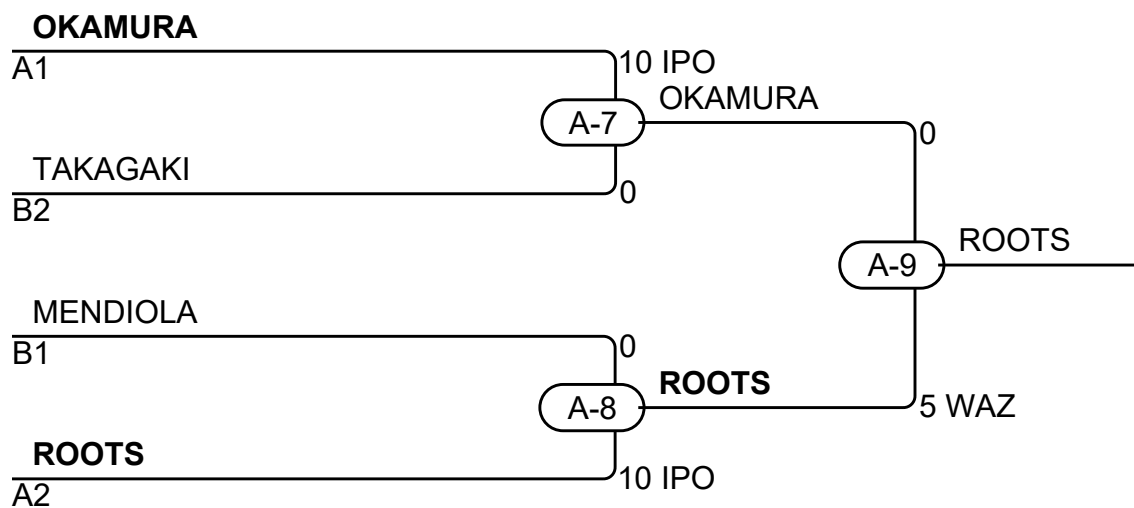 OKAMURA
A1
10 IPO
OKAMURA
A-7
0
TAKAGAKI
B2
0
ROOTS
A-9
MENDIOLA
B1
0
ROOTS
A-8
5 WAZ
ROOTS
A2
10 IPO